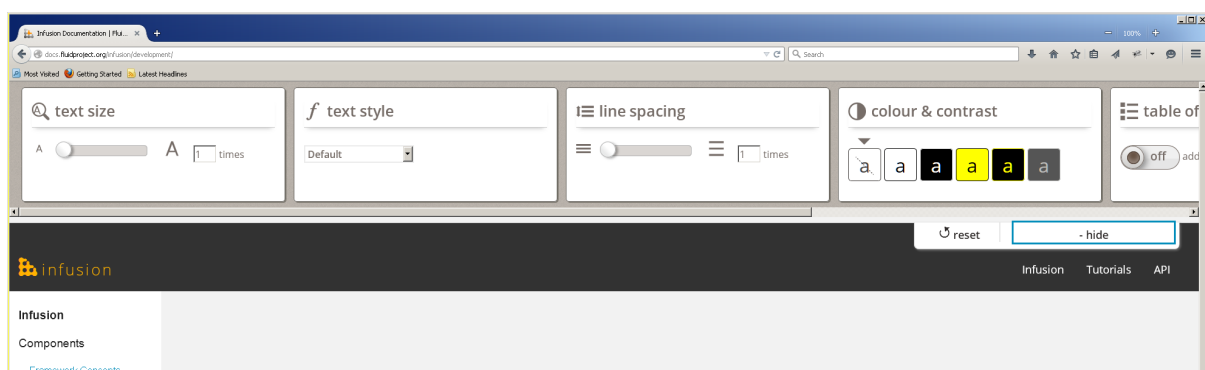 Infusion Documentation | Flui... × +
100%
docs.fluidproject.org/infusion/development/
Search
Most Visited Getting Started Latest Headlines
text size
A A 1 times
text style
Default
line spacing
1 times
colour & contrast
a a a a a a
table of
off add
reset
- hide
infusion
Infusion Tutorials API
Infusion
Components
Framework Concepts